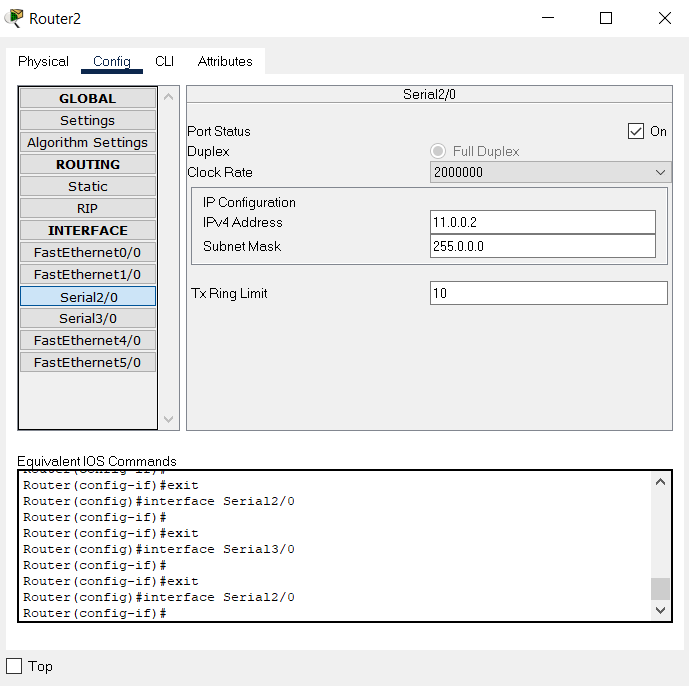 Router2
Physical Config CLI Attributes
GLOBAL
Settings
Algorithm Settings
ROUTING
Static
RIP
INTERFACE
FastEthernet0/0
FastEthernet1/0
Serial2/0
Serial3/0
FastEthernet4/0
FastEthernet5/0
Serial2/0
Port Status On
Duplex Full Duplex
Clock Rate 2000000
IP Configuration
IPv4 Address 11.0.0.2
Subnet Mask 255.0.0.0
Tx Ring Limit 10
Equivalent IOS Commands
Router(config-if)#
Router(config-if)#exit
Router(config)#interface Serial2/0
Router(config-if)#
Router(config-if)#exit
Router(config)#interface Serial3/0
Router(config-if)#
Router(config-if)#exit
Router(config)#interface Serial2/0
Router(config-if)#
Top